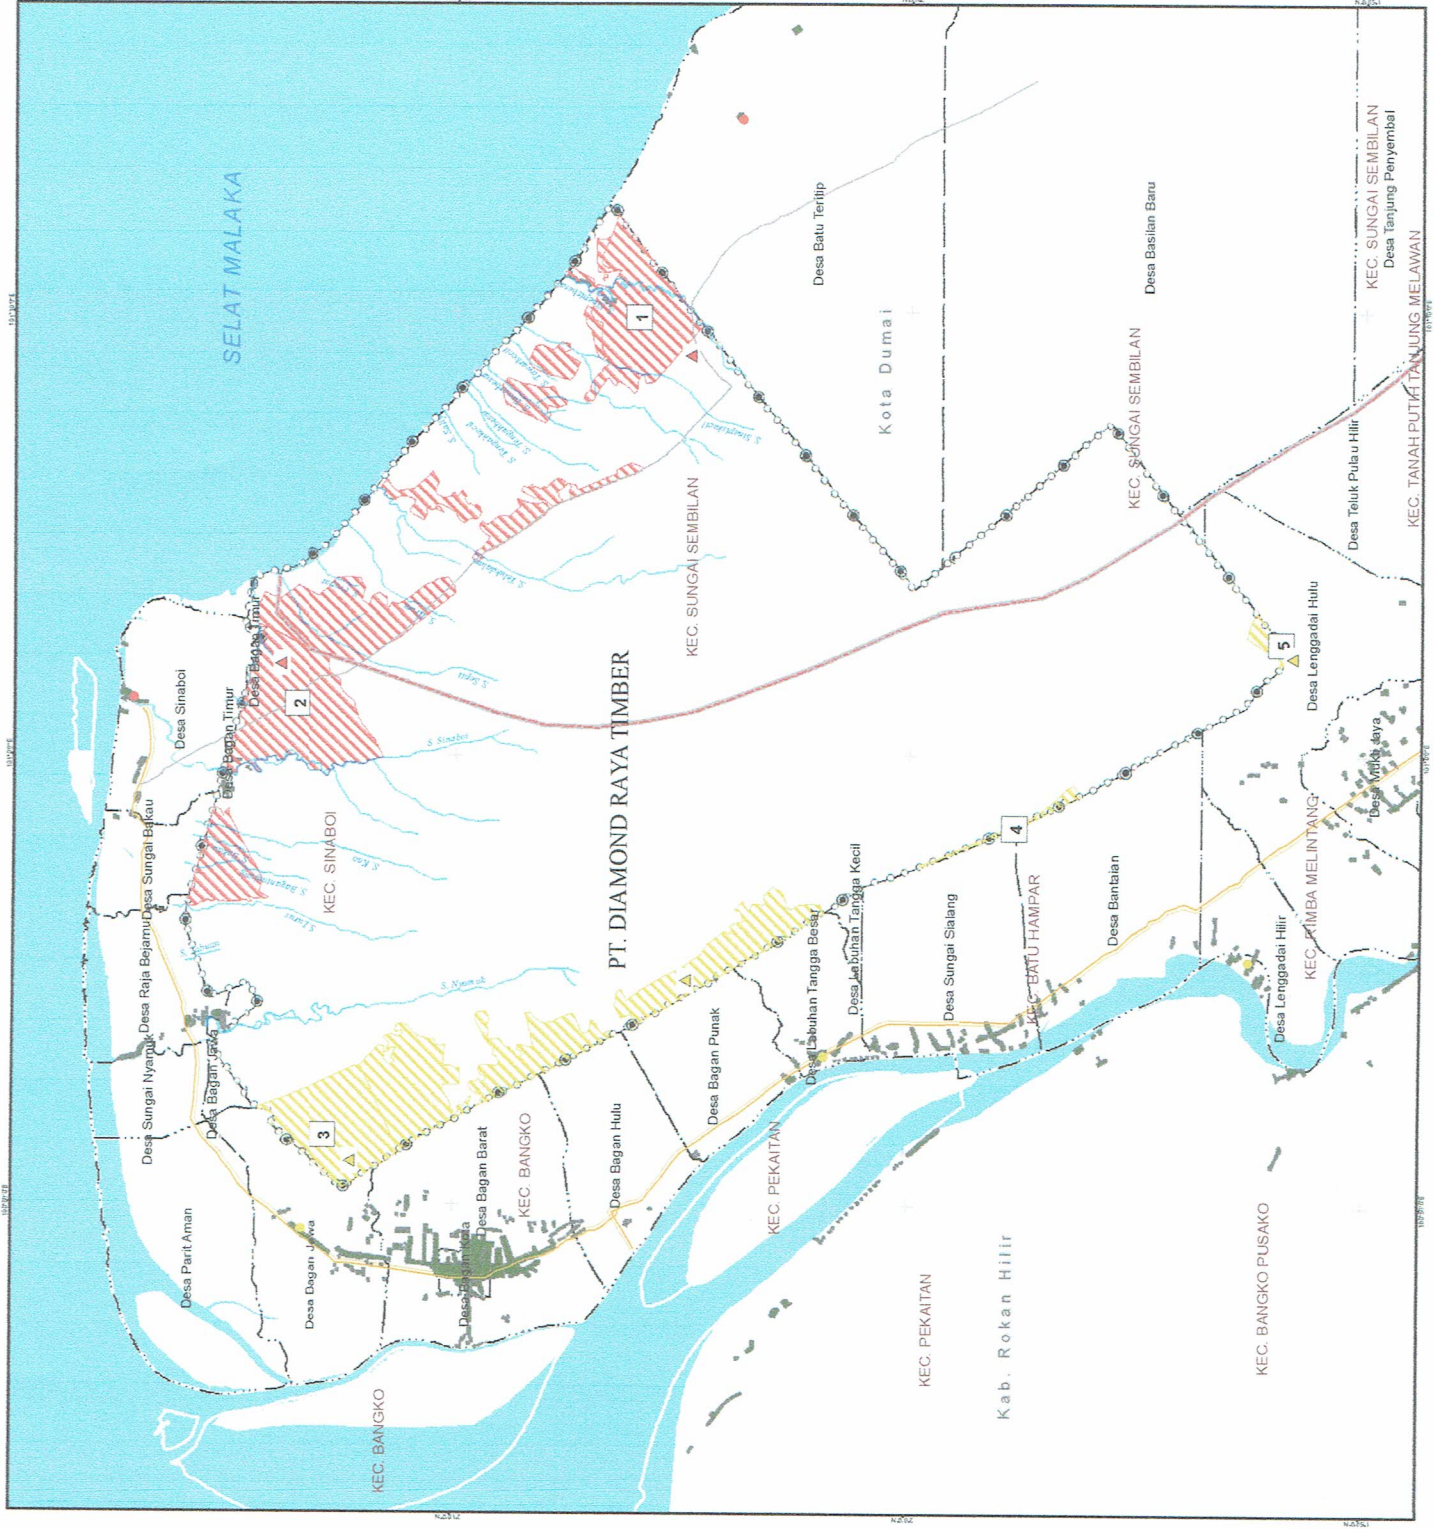 SELAT MALAKA
Desa Sinaboi
Desa Bagan Timur
Desa Bagan Timur
Desa Sungai Bakau
Desa Raja Bejamu
Desa Sungai Nyamuk
Desa Bagan Jawa
Desa Parit Aman
Desa Bagan Jawa
KEC. BANGKO
KEC. SINABOI
S. Sinaboi
S. Nyamuk
1
2
3
4
5
PT. DIAMOND RAYA TIMBER
KEC. SUNGAI SEMBILAN
Desa Batu Teritip
Kota Dumai
Desa Basilan Baru
KEC. SUNGAI SEMBILAN
KEC. SUNGAI SEMBILAN
Desa Tanjung Penyembal
KEC. TANAH PUTIH TANJUNG MELAWAN
Desa Teluk Pulau Hilir
Desa Lenggadai Hulu
Desa Mukti Jaya
KEC. RIMBA MELINTANG
Desa Lenggadai Hilir
Desa Bantaian
KEC. BATU HAMPAR
Desa Sungai Sialang
Desa Labuhan Tangga Kecil
Desa Labuhan Tangga Besar
Desa Bagan Punak
Desa Bagan Hulu
KEC. BANGKO
Desa Bagan Barat
Desa Bagan Kota
KEC. PEKAITAN
KEC. PEKAITAN
Kab. Rokan Hilir
KEC. BANGKO PUSAKO